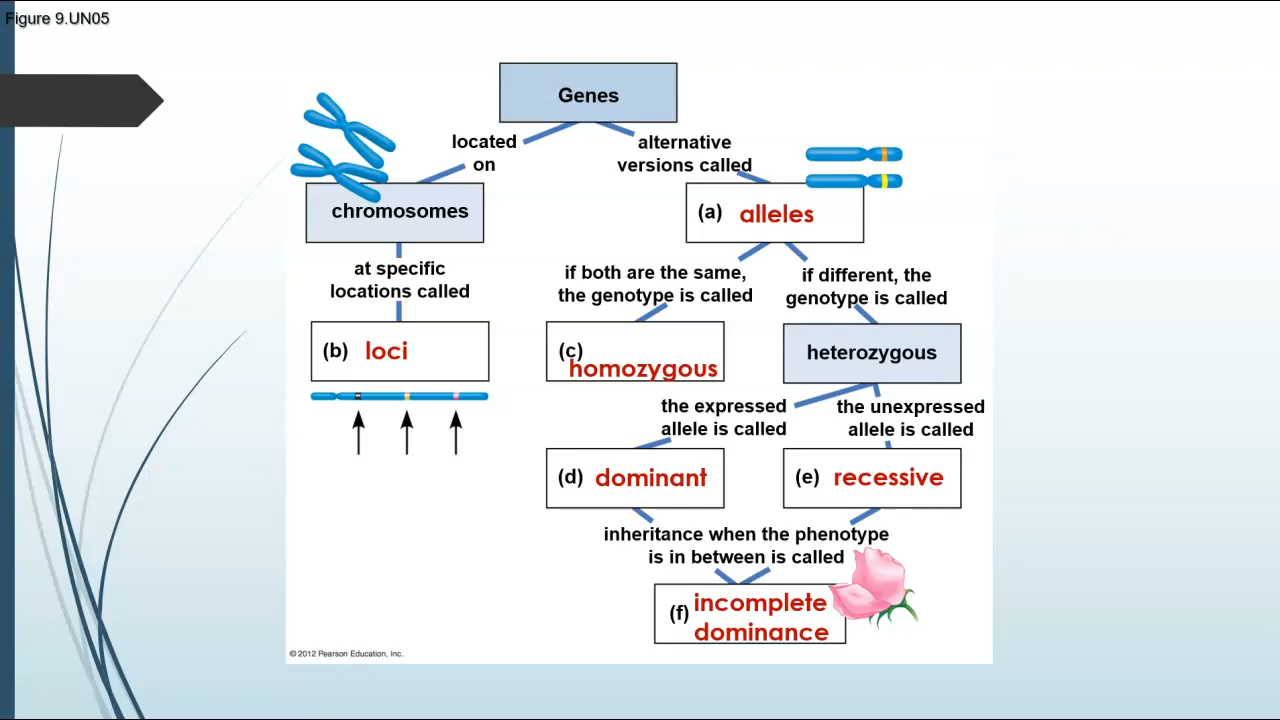 Figure 9.UN05
Genes
located
on
alternative
versions called
chromosomes
(a) alleles
at specific
locations called
if both are the same,
the genotype is called
if different, the
genotype is called
(b) loci
(c)
homozygous
heterozygous
the expressed
allele is called
the unexpressed
allele is called
(d) dominant
(e) recessive
inheritance when the phenotype
is in between is called
(f) incomplete
dominance
© 2012 Pearson Education, Inc.